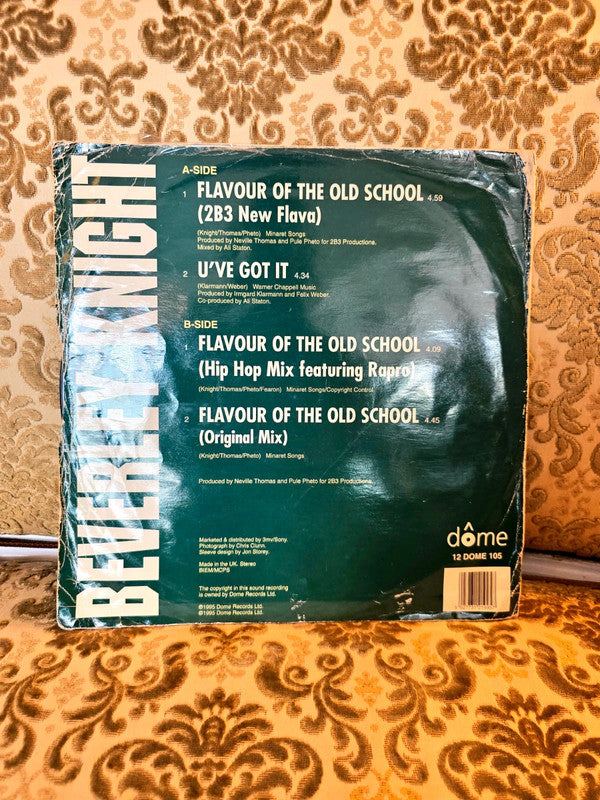 BEVERLEY KNIGHT
A-SIDE
1 FLAVOUR OF THE OLD SCHOOL 4.59
(2B3 New Flava)
(Knight/Thomas/Pheto) Minaret Songs
Produced by Neville Thomas and Pule Pheto for 2B3 Productions.
Mixed by Ali Staton.
2 U'VE GOT IT 4.34
(Klarmann/Weber) Warner Chappell Music
Produced by Irmgard Klarmann and Felix Weber.
Co-produced by Ali Staton.
B-SIDE
1 FLAVOUR OF THE OLD SCHOOL 4.09
(Hip Hop Mix featuring Rapro)
(Knight/Thomas/Pheto/Fearon) Minaret Songs/Copyright Control
2 FLAVOUR OF THE OLD SCHOOL 4.45
(Original Mix)
(Knight/Thomas/Pheto) Minaret Songs
Produced by Neville Thomas and Pule Pheto for 2B3 Productions.
Marketed & distributed by 3mv/Sony.
Photograph by Chris Clunn.
Sleeve design by Jon Storey.
Made in the UK. Stereo
BIEM/MCPS
The copyright in this sound recording
is owned by Dome Records Ltd.
℗1995 Dome Records Ltd.
©1995 Dome Records Ltd.
dôme
12 DOME 105